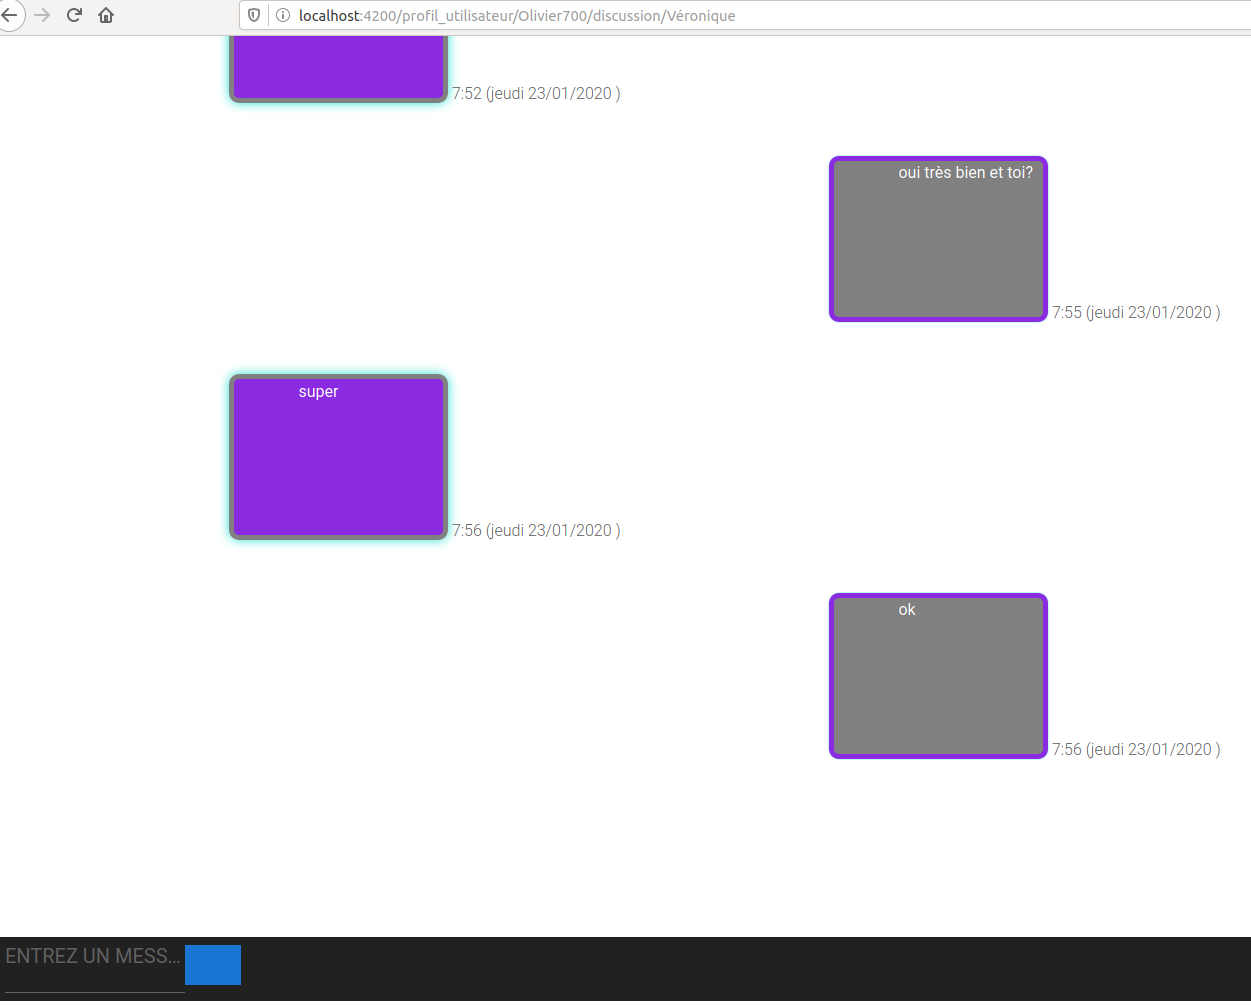 localhost:4200/profil_utilisateur/Olivier700/discussion/Véronique
7:52 (jeudi 23/01/2020 )
oui très bien et toi?
7:55 (jeudi 23/01/2020 )
super
7:56 (jeudi 23/01/2020 )
ok
7:56 (jeudi 23/01/2020 )
ENTREZ UN MESS...